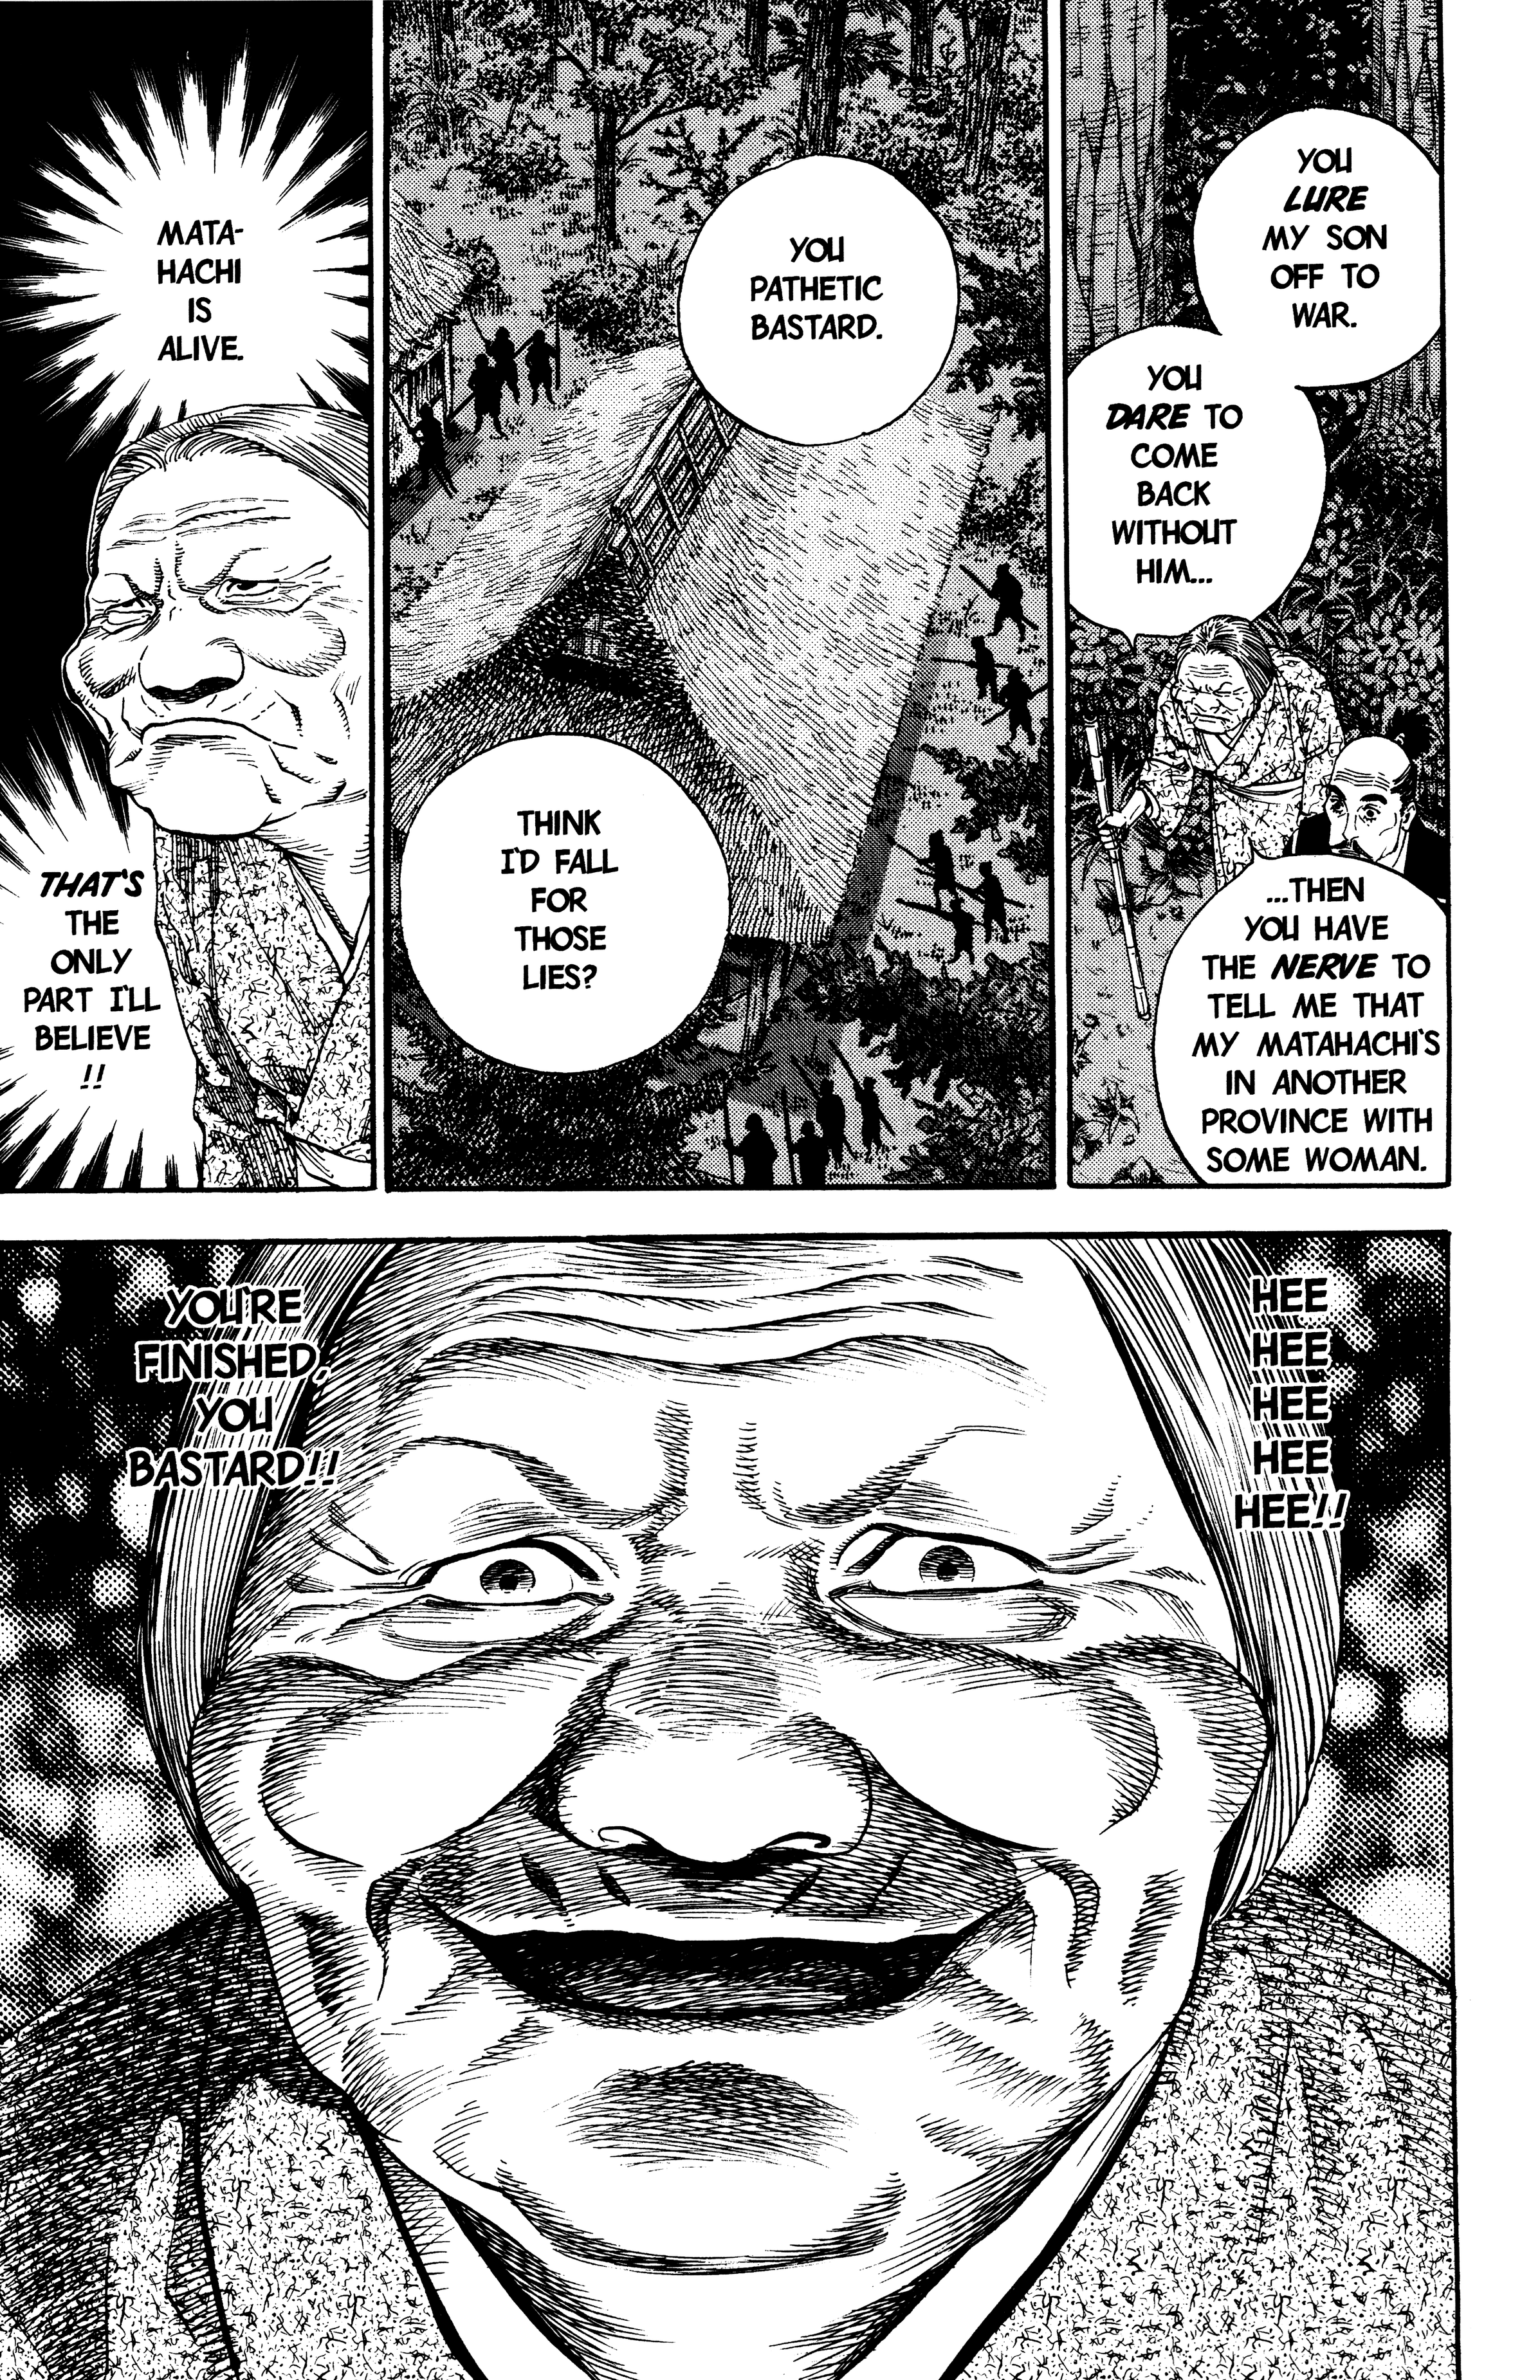 YOU
LURE
MY SON
OFF TO
WAR.
YOU
DARE TO
COME
BACK
WITHOUT
HIM...
...THEN
YOU HAVE
THE NERVE TO
TELL ME THAT
MY MATAHACHI'S
IN ANOTHER
PROVINCE WITH
SOME WOMAN.
YOU
PATHETIC
BASTARD.
THINK
I'D FALL
FOR
THOSE
LIES?
MATA-
HACHI
IS
ALIVE.
THAT'S
THE
ONLY
PART I'LL
BELIEVE
!!
HEE
HEE
HEE
HEE
HEE!!
YOU'RE
FINISHED,
YOU
BASTARD!!